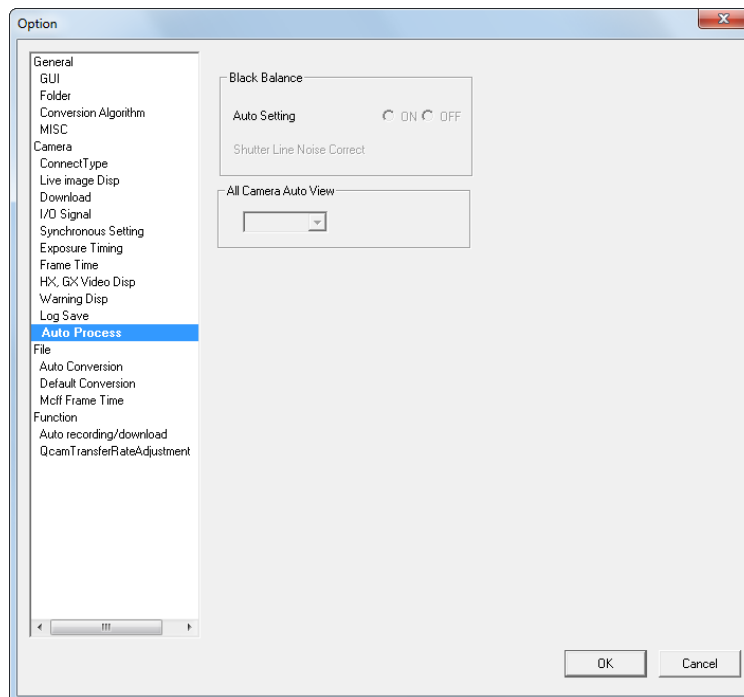 Option
General
GUI
Folder
Conversion Algorithm
MISC
Camera
ConnectType
Live image Disp
Download
I/O Signal
Synchronous Setting
Exposure Timing
Frame Time
HX, GX Video Disp
Warning Disp
Log Save
Auto Process
File
Auto Conversion
Default Conversion
Mcff Frame Time
Function
Auto recording/download
QcamTransferRateAdjustment
Black Balance
Auto Setting ON OFF
Shutter Line Noise Correct
All Camera Auto View
OK Cancel